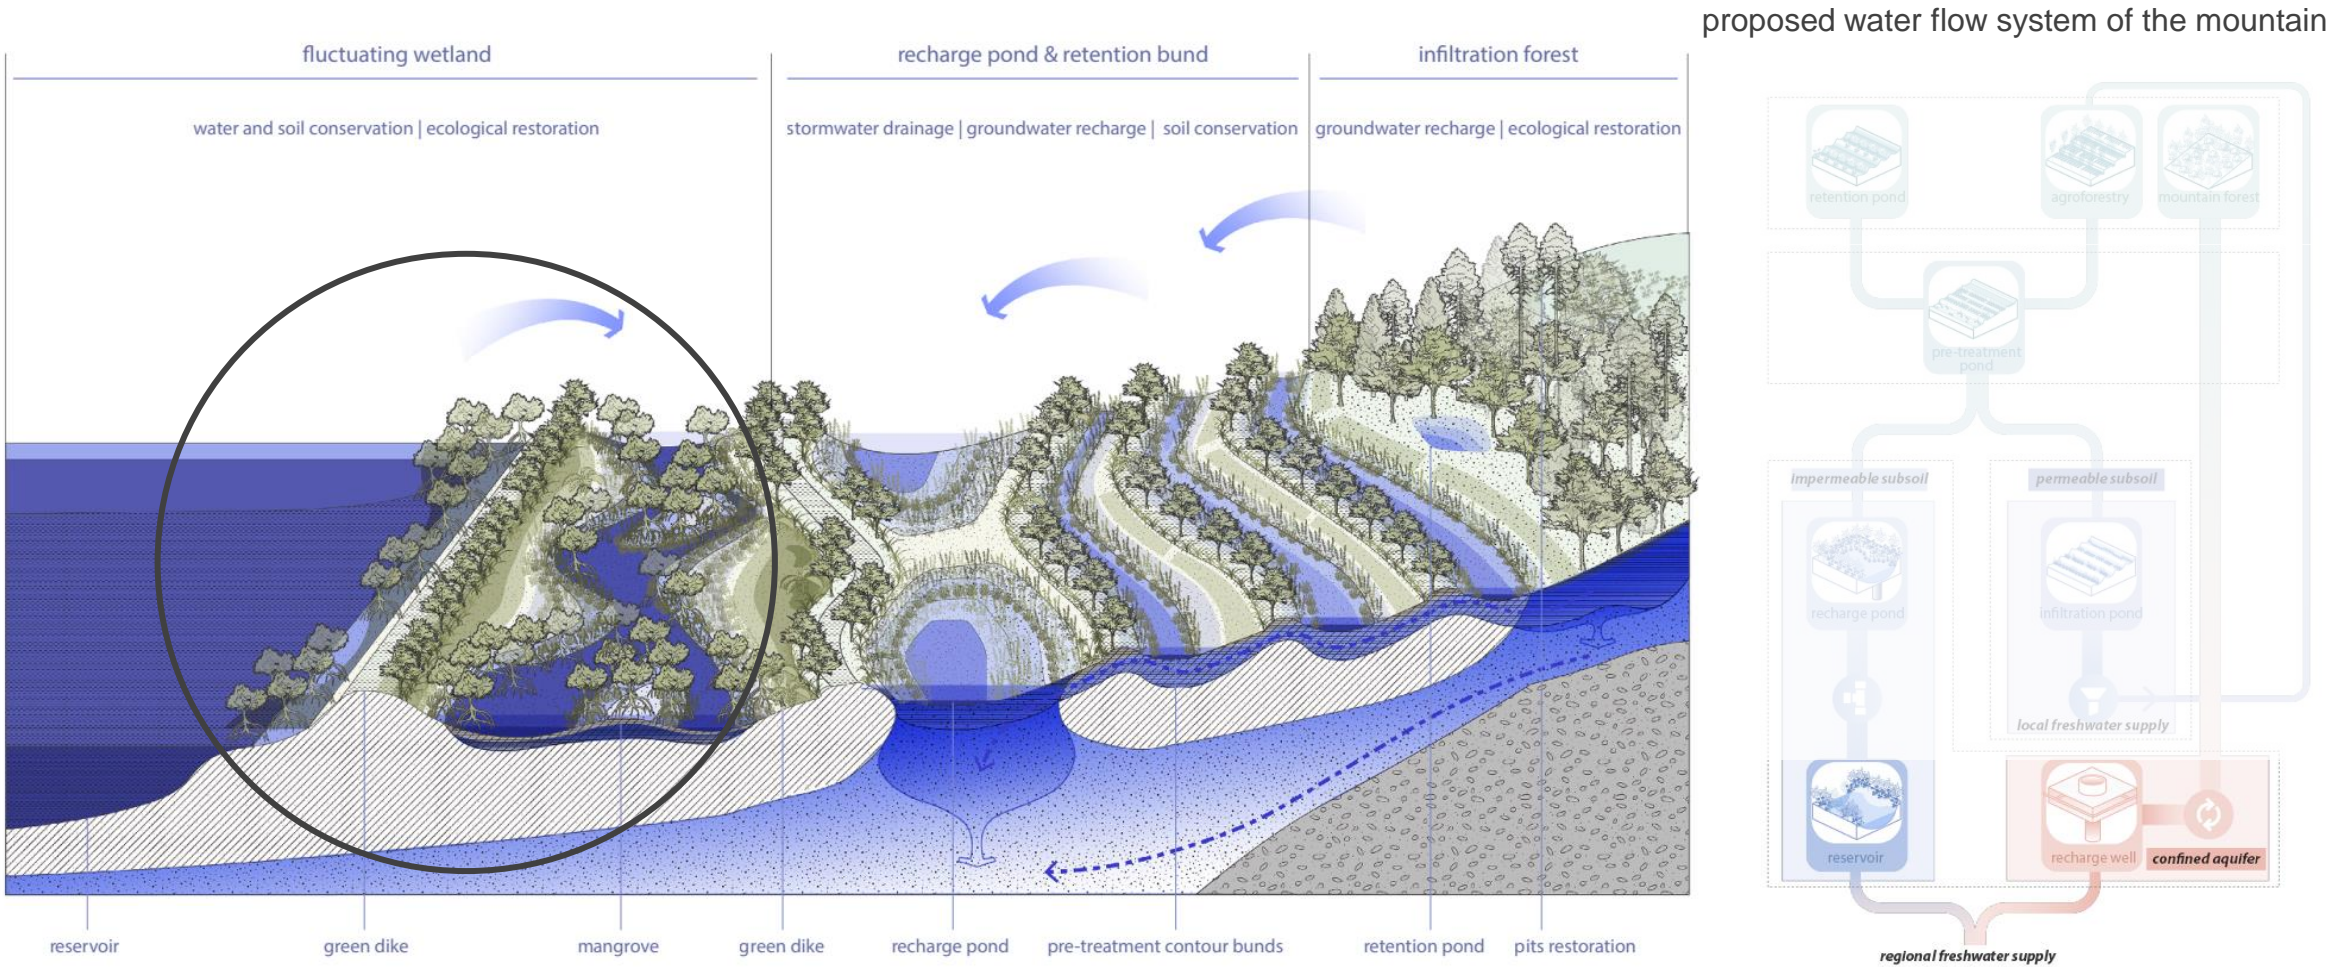 proposed water flow system of the mountain
fluctuating wetland
recharge pond & retention bund
infiltration forest
water and soil conservation | ecological restoration
stormwater drainage | groundwater recharge | soil conservation
groundwater recharge | ecological restoration
retention pond
agroforestry
mountain forest
pre-treatment
pond
impermeable subsoil
permeable subsoil
recharge pond
infiltration pond
local freshwater supply
reservoir
recharge well
confined aquifer
regional freshwater supply
reservoir
green dike
mangrove
green dike
recharge pond
pre-treatment contour bunds
retention pond
pits restoration